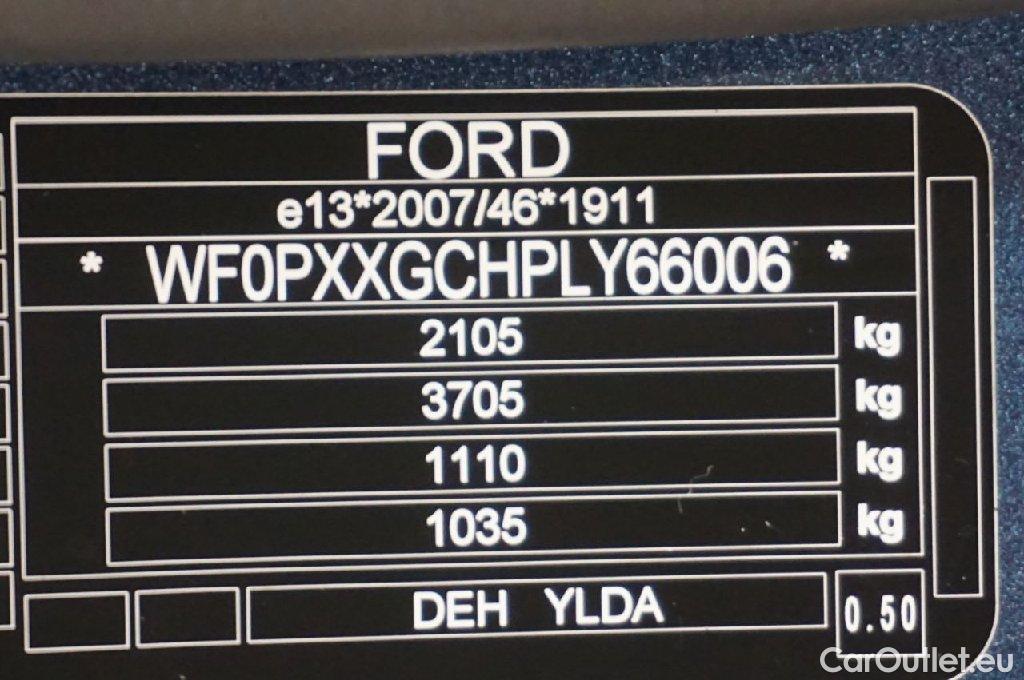 FORD
e13*2007/46*1911
* WF0PXXGCHPLY66006 *
2105 kg
3705 kg
1110 kg
1035 kg
DEH YLDA 0.50
CarOutlet.eu